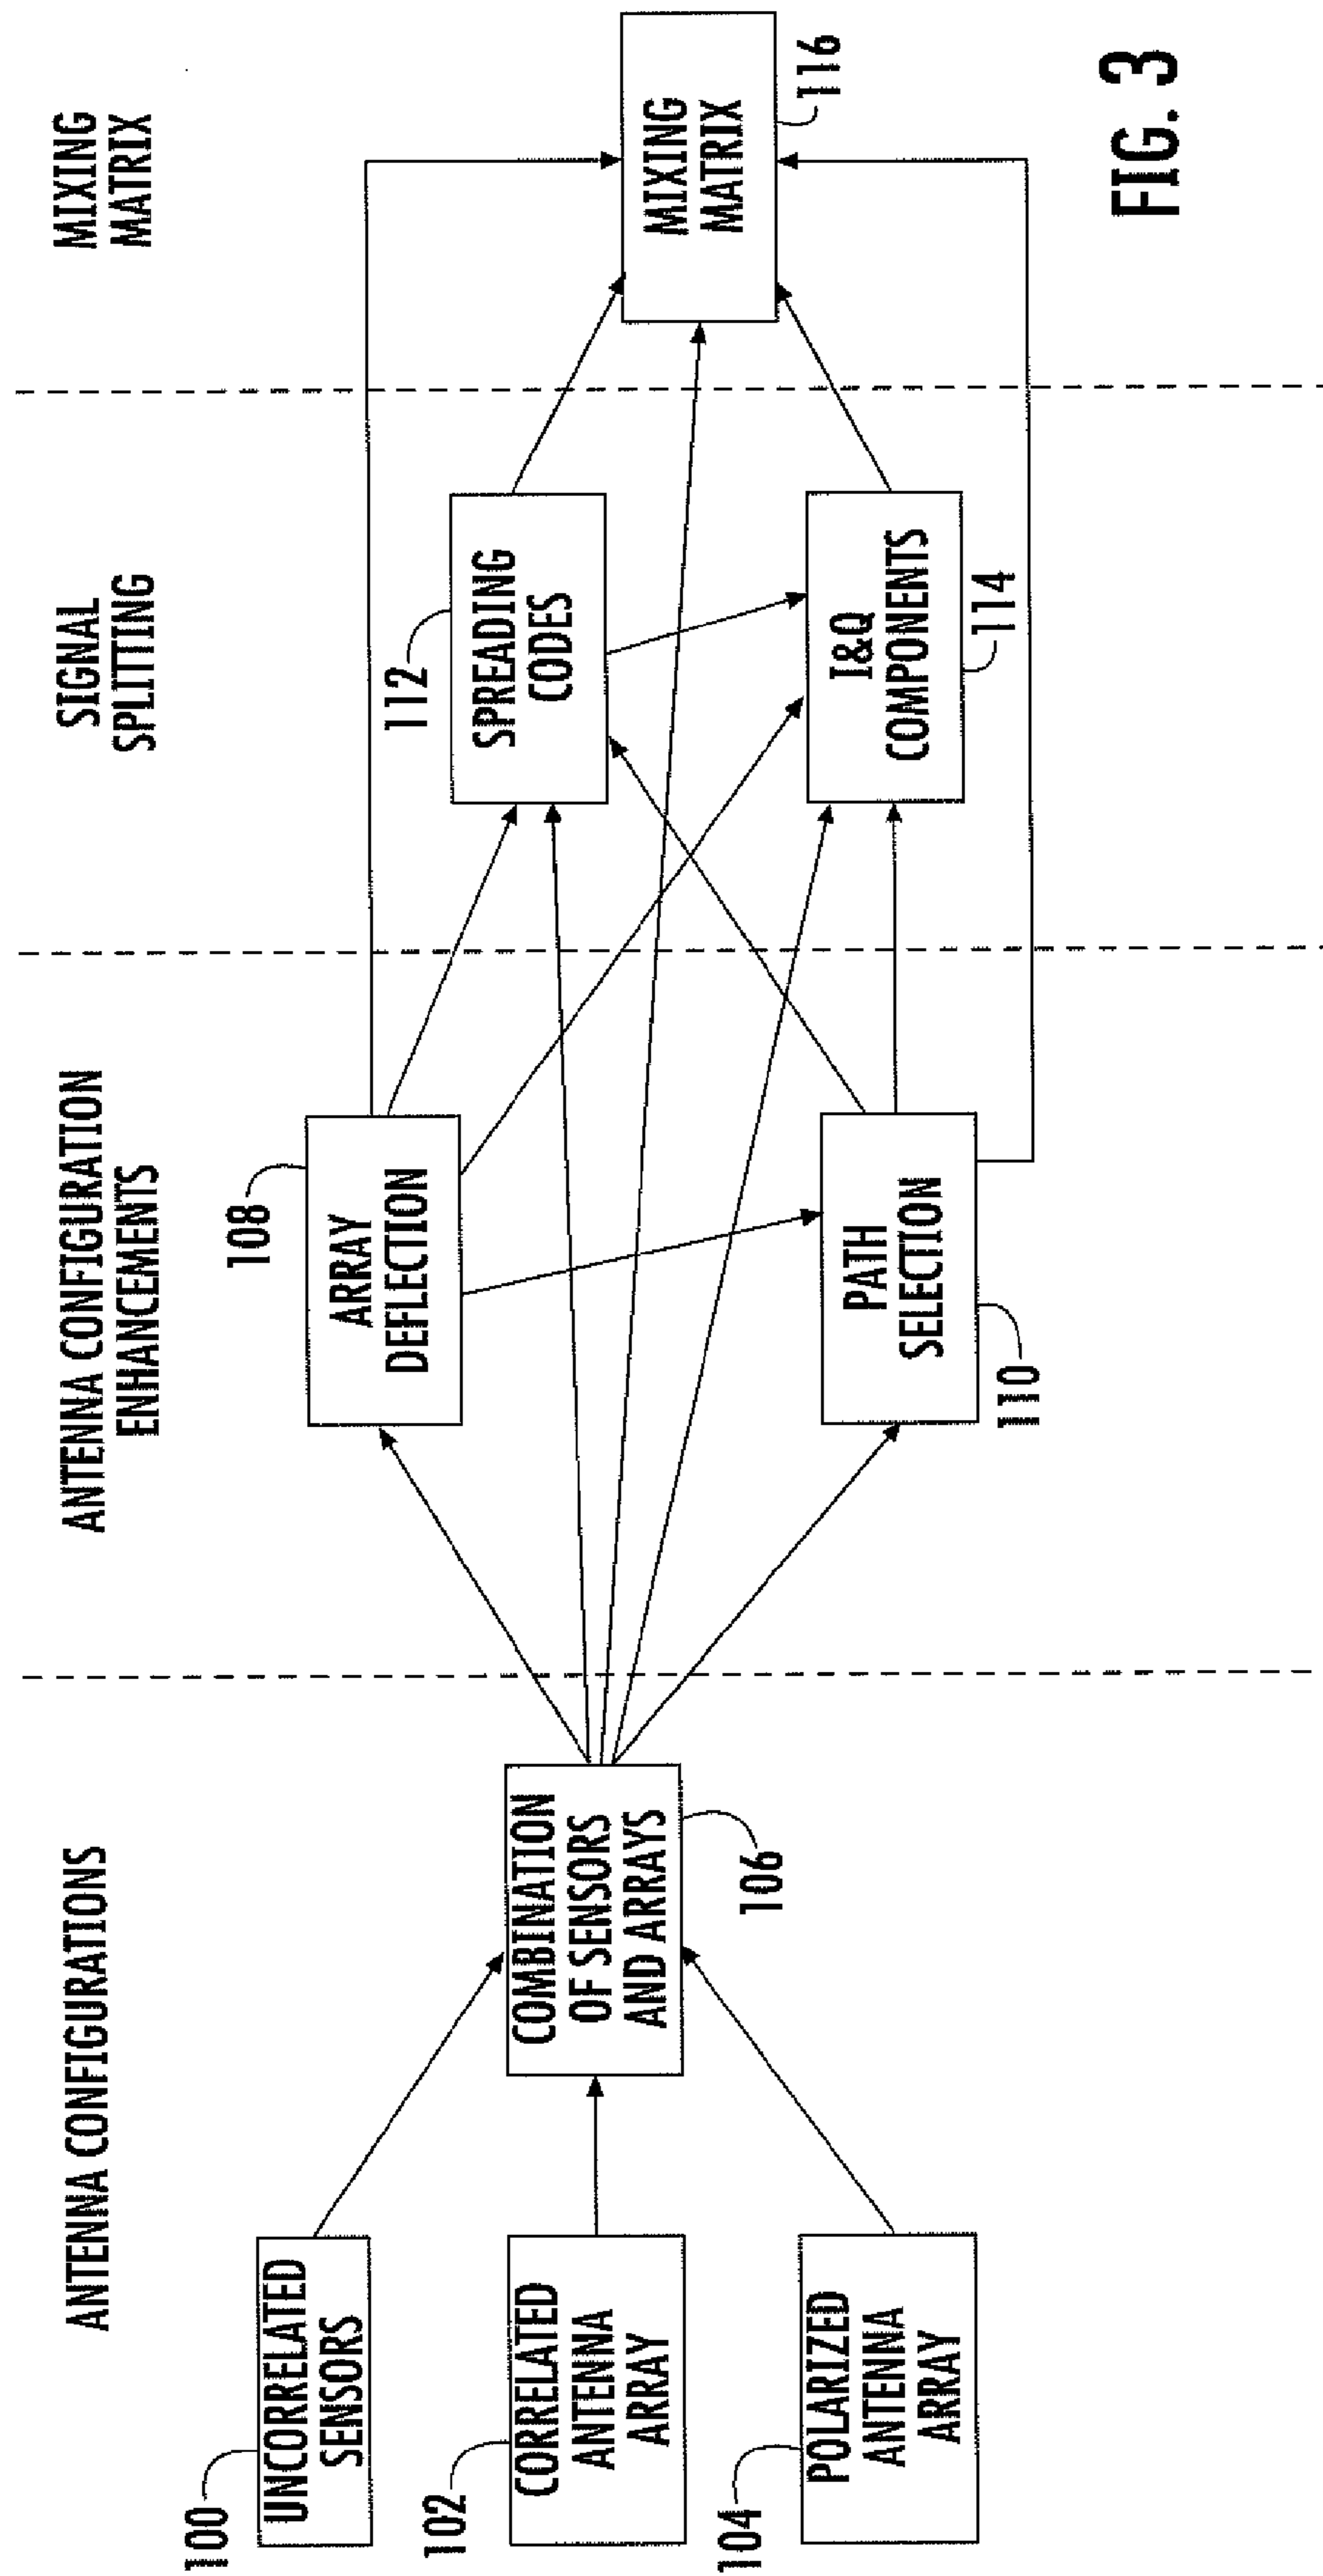 ANTENNA CONFIGURATIONS
ANTENNA CONFIGURATION
ENHANCEMENTS
SIGNAL
SPLITTING
MIXING
MATRIX
100
UNCORRELATED
SENSORS
102
CORRELATED
ANTENNA
ARRAY
104
POLARIZED
ANTENNA
ARRAY
COMBINATION
OF SENSORS
AND ARRAYS
106
108
ARRAY
DEFLECTION
PATH
SELECTION
110
112
SPREADING
CODES
I&Q
COMPONENTS
114
MIXING
MATRIX
116
FIG. 3